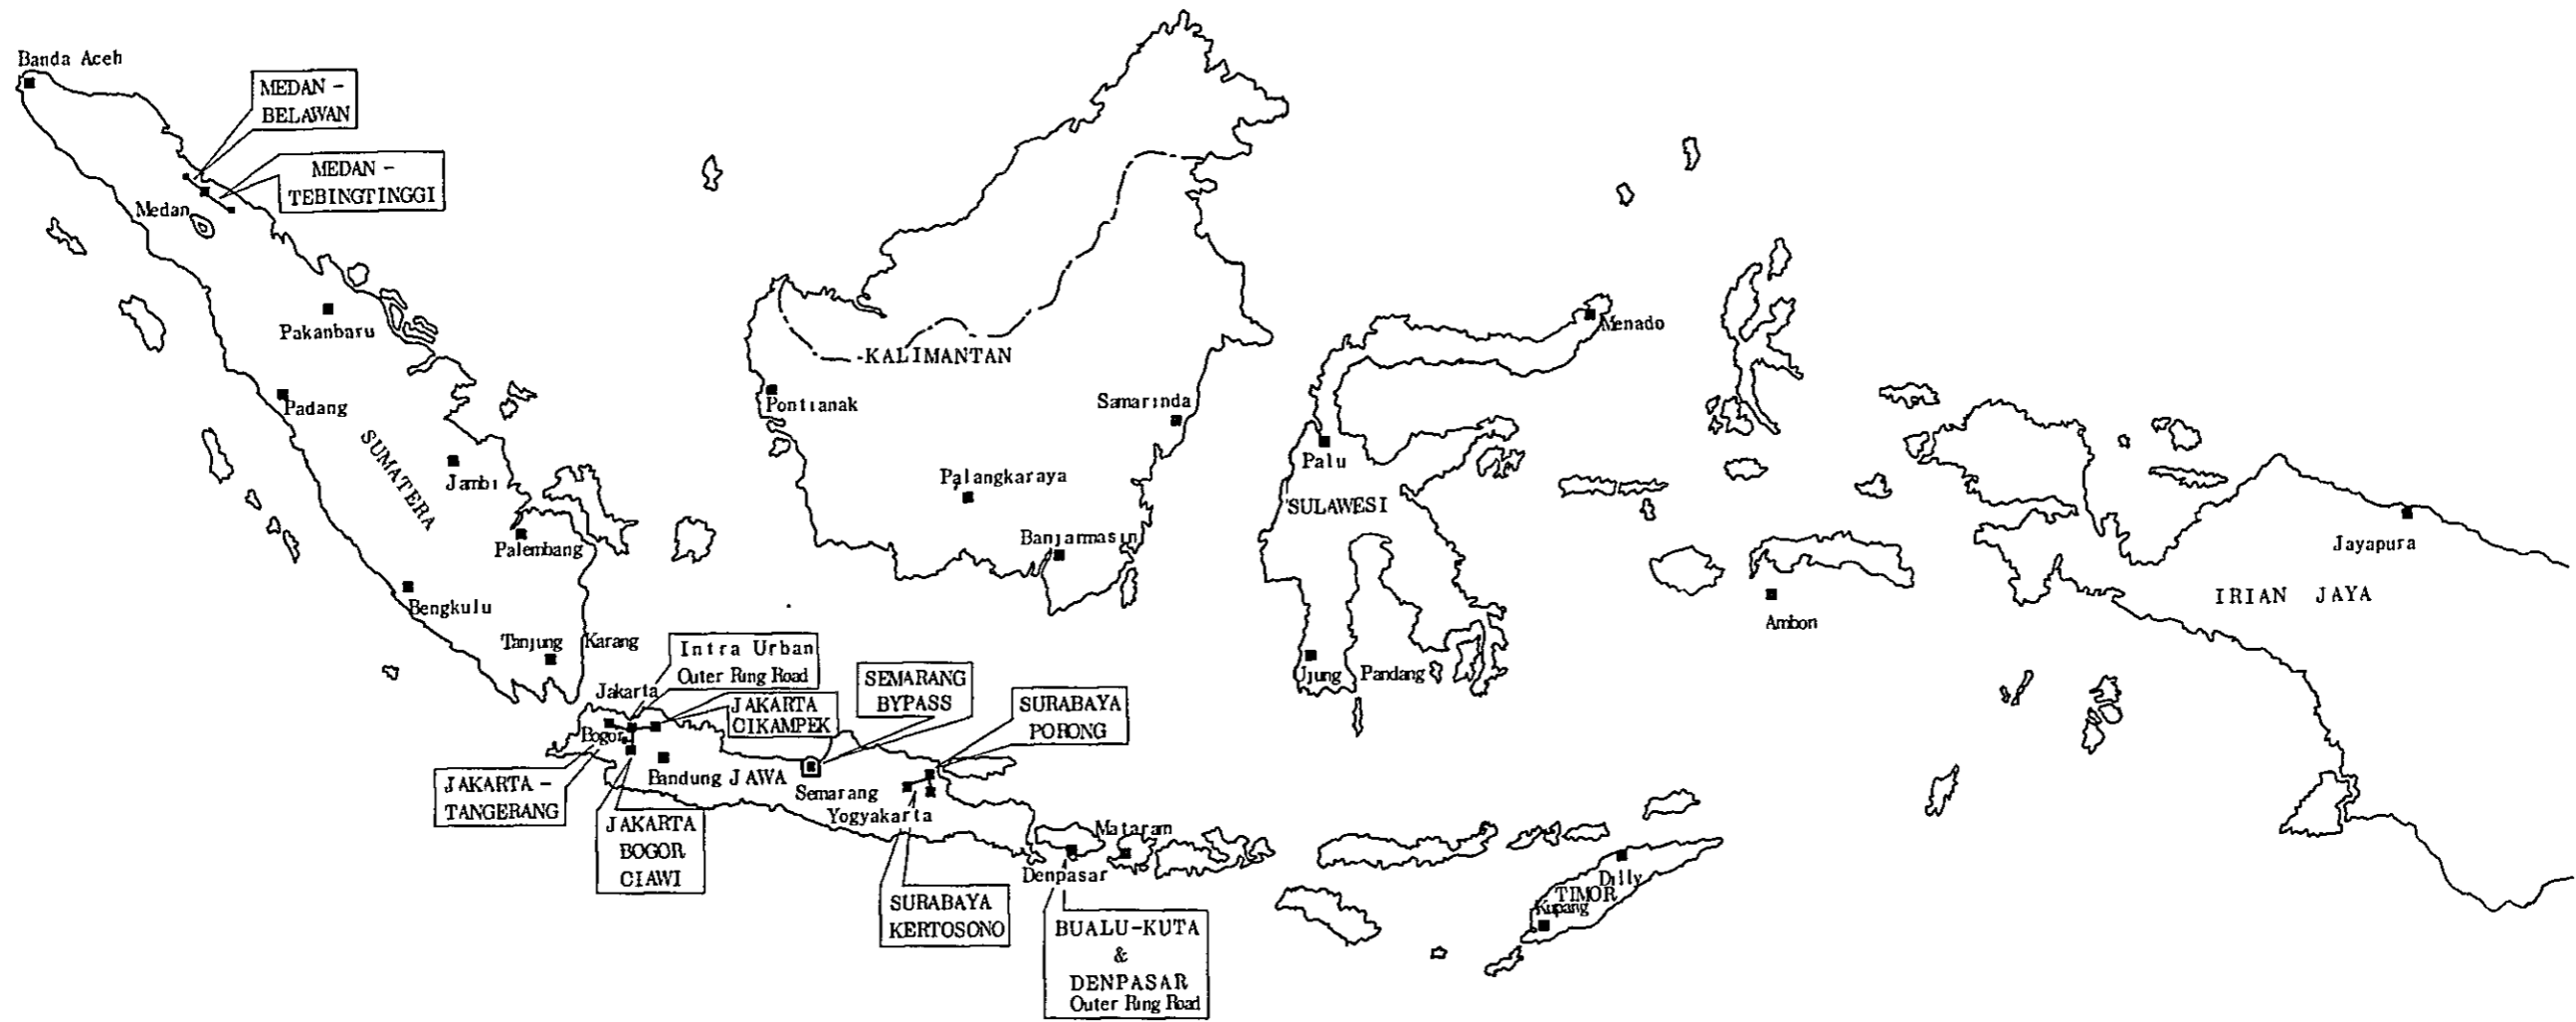 Banda Aceh
MEDAN -
BELAWAN
MEDAN -
TEBINGTINGGI
Medan
Pakanbaru
Padang
SUMATERA
Jambi
Palembang
Bengkulu
Tanjung Karang
KALIMANTAN
Pontianak
Samarinda
Palangkaraya
Banjarmasin
Menado
Palu
SULAWESI
Ujung Pandang
Ambon
Jayapura
IRIAN JAYA
Intra Urban
Outer Ring Road
Jakarta
JAKARTA
CIKAMPEK
SEMARANG
BYPASS
SURABAYA
PORONG
Bogor
Bandung
JAWA
Semarang
Yogyakarta
JAKARTA -
TANGERANG
JAKARTA
BOGOR
CIAWI
SURABAYA
KERTOSONO
Mataram
Denpasar
BUALU-KUTA
&
DENPASAR
Outer Ring Road
Dilly
TIMOR
Kupang